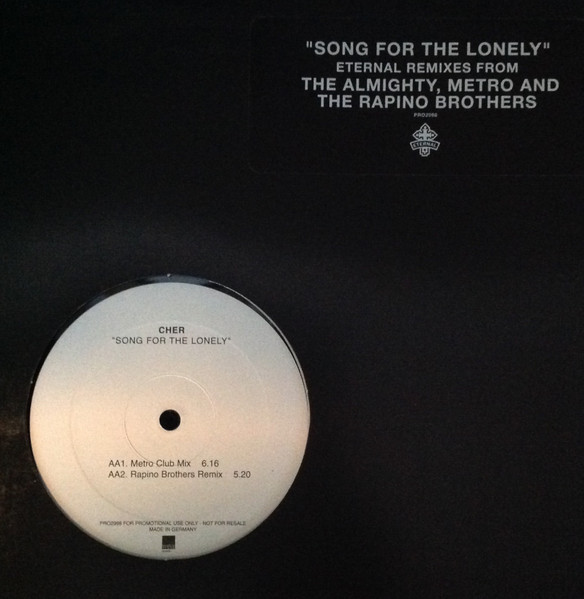 "SONG FOR THE LONELY"
ETERNAL REMIXES FROM
THE ALMIGHTY, METRO AND
THE RAPINO BROTHERS
PRO2986
ETERNAL
CHER
"SONG FOR THE LONELY"
AA1. Metro Club Mix 6.16
AA2. Rapino Brothers Remix 5.20
PRO2986 FOR PROMOTIONAL USE ONLY - NOT FOR RESALE
MADE IN GERMANY